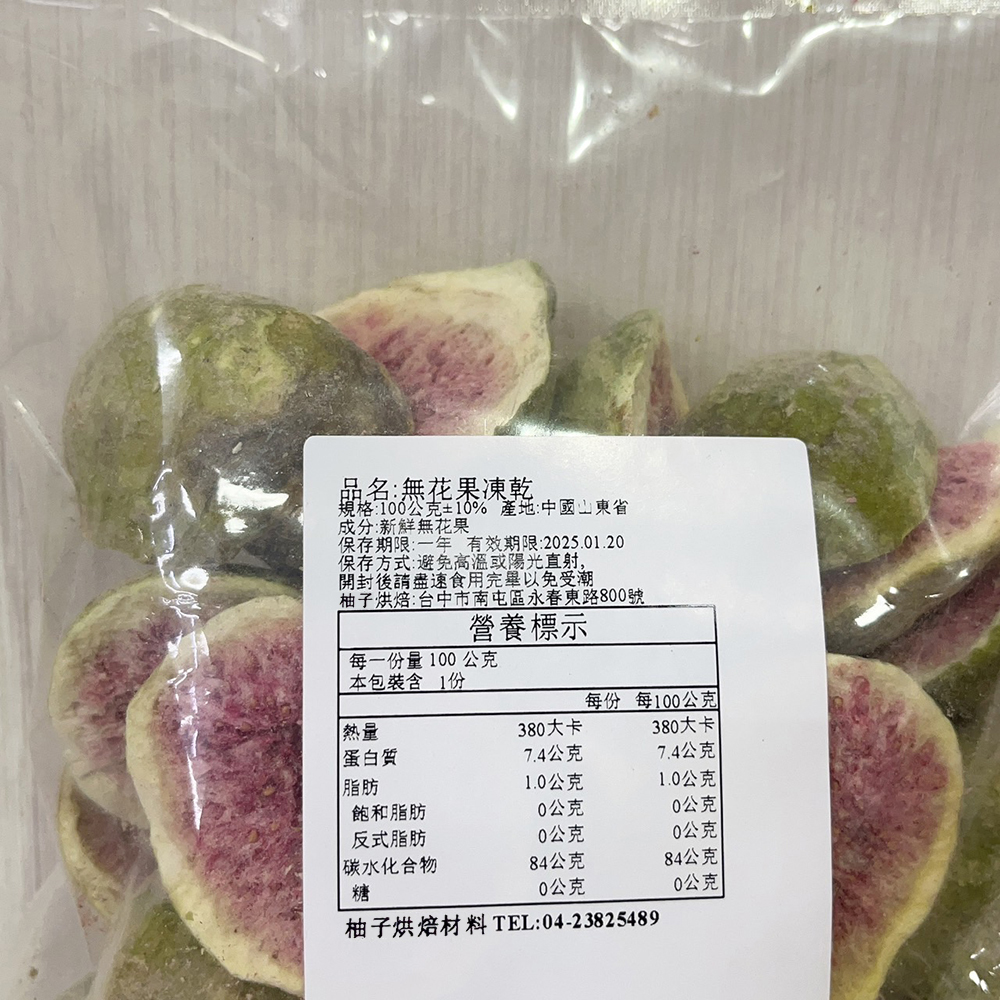 品名:無花果凍乾
規格:100公克±10% 產地:中國山東省
成分:新鮮無花果
保存期限:一年 有效期限:2025.01.20
保存方式:避免高溫或陽光直射,
開封後請盡速食用完畢以免受潮
柚子烘焙:台中市南屯區永春東路800號
營養標示
每一份量 100 公克
本包裝含 1份
每份 每100公克
熱量 380大卡 380大卡
蛋白質 7.4公克 7.4公克
脂肪 1.0公克 1.0公克
飽和脂肪 0公克 0公克
反式脂肪 0公克 0公克
碳水化合物 84公克 84公克
糖 0公克 0公克
柚子烘焙材料 TEL:04-23825489